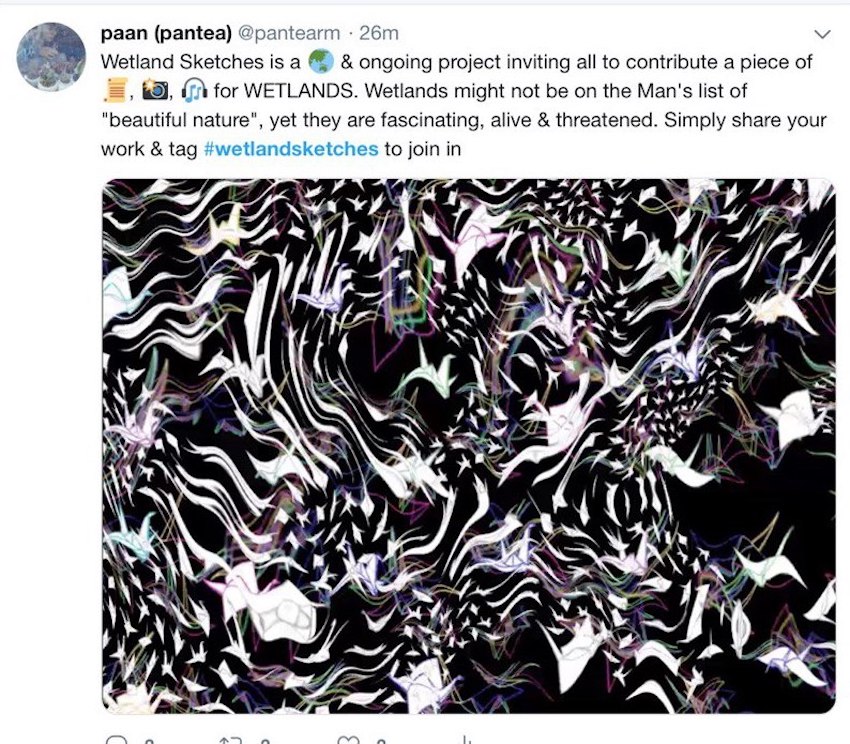 paan (pantea) @pantearm · 26m
Wetland Sketches is a 🌏 & ongoing project inviting all to contribute a piece of
📜, 📸, 🎧 for WETLANDS. Wetlands might not be on the Man's list of
"beautiful nature", yet they are fascinating, alive & threatened. Simply share your
work & tag #wetlandsketches to join in